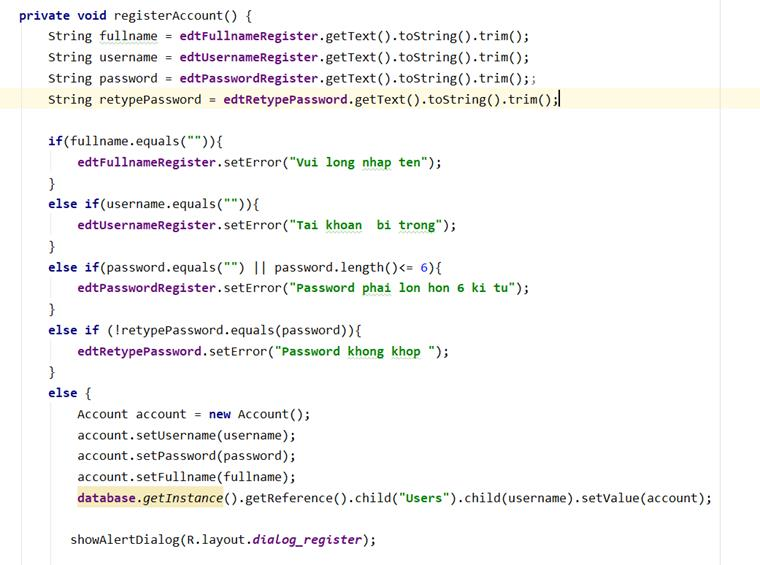 private void registerAccount() {
String fullname = edtFullnameRegister.getText().toString().trim();
String username = edtUsernameRegister.getText().toString().trim();
String password = edtPasswordRegister.getText().toString().trim();;
String retypePassword = edtRetypePassword.getText().toString().trim();
if(fullname.equals("")){
edtFullnameRegister.setError("Vui long nhap ten");
}
else if(username.equals("")){
edtUsernameRegister.setError("Tai khoan  bi trong");
}
else if(password.equals("") || password.length()<= 6){
edtPasswordRegister.setError("Password phai lon hon 6 ki tu");
}
else if (!retypePassword.equals(password)){
edtRetypePassword.setError("Password khong khop ");
}
else {
Account account = new Account();
account.setUsername(username);
account.setPassword(password);
account.setFullname(fullname);
database.getInstance().getReference().child("Users").child(username).setValue(account);
showAlertDialog(R.layout.dialog_register);